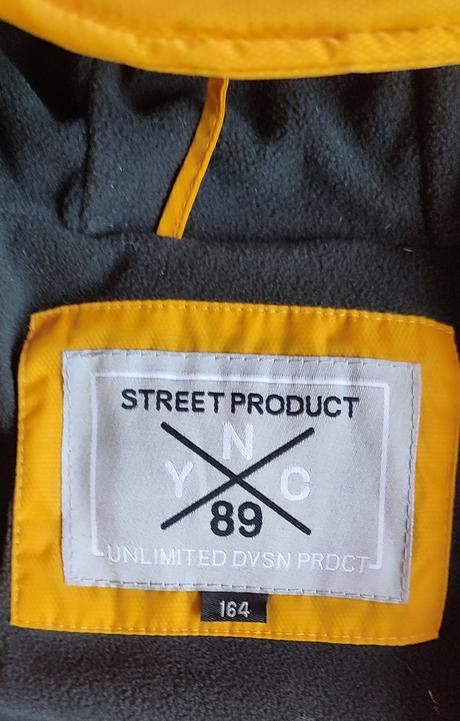 STREET PRODUCT
N
Y C
89
UNLIMITED DVSN PRDCT
164